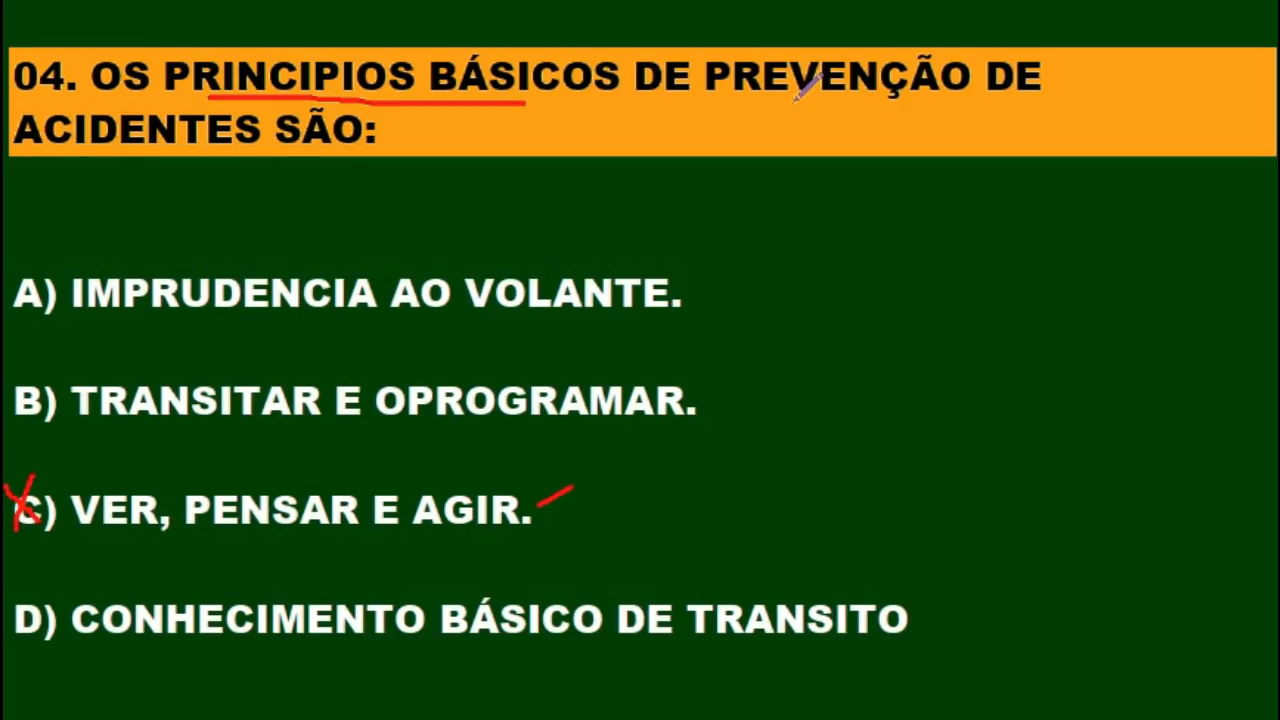 04. OS PRINCIPIOS BÁSICOS DE PREVENÇÃO DE
ACIDENTES SÃO:
A) IMPRUDENCIA AO VOLANTE.
B) TRANSITAR E OPROGRAMAR.
C) VER, PENSAR E AGIR.
D) CONHECIMENTO BÁSICO DE TRANSITO